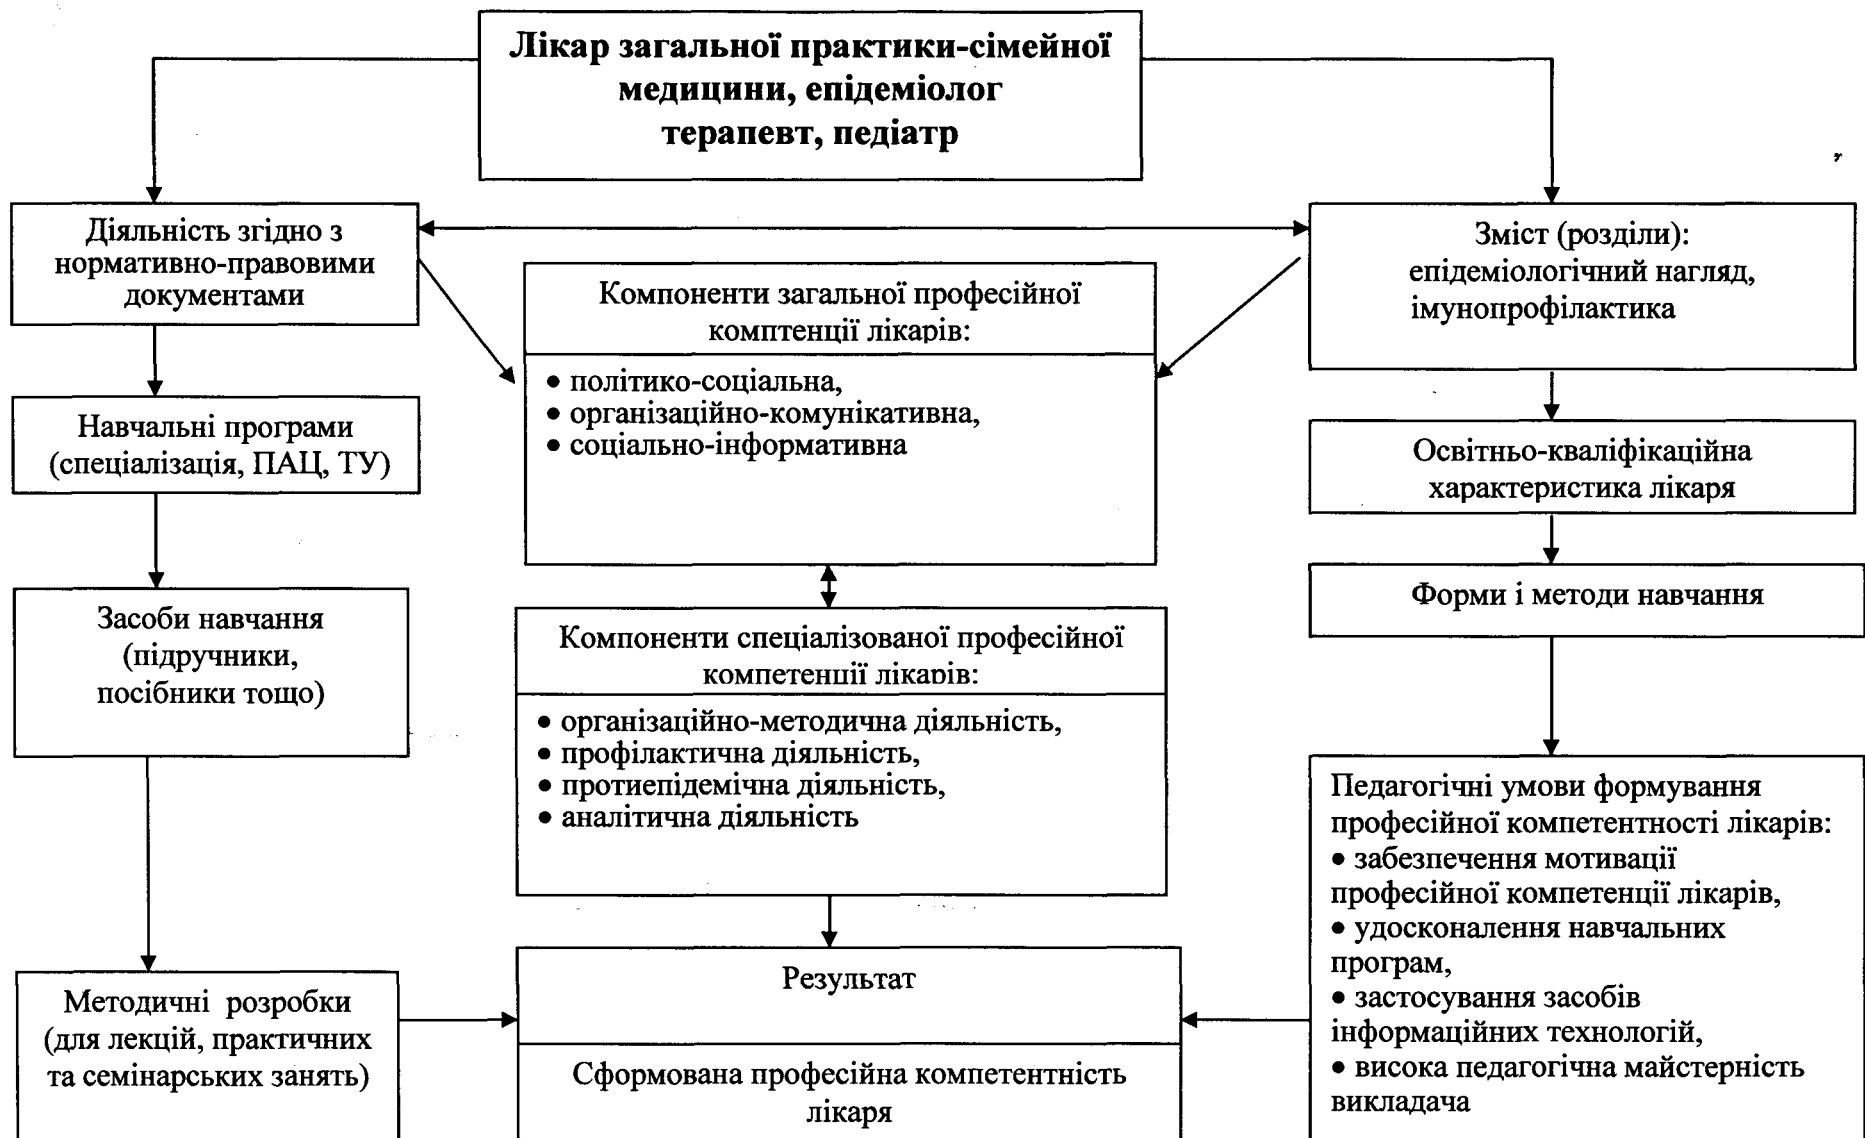 Лікар загальної практики-сімейної
медицини, епідеміолог
терапевт, педіатр
Діяльність згідно з
нормативно-правовими
документами
Зміст (розділи):
епідеміологічний нагляд,
імунопрофілактика
Компоненти загальної професійної
комптенції лікарів:
• політико-соціальна,
• організаційно-комунікативна,
• соціально-інформативна
Навчальні програми
(спеціалізація, ПАЦ, ТУ)
Освітньо-кваліфікаційна
характеристика лікаря
Засоби навчання
(підручники,
посібники тощо)
Форми і методи навчання
Компоненти спеціалізованої професійної
компетенції лікарів:
• організаційно-методична діяльність,
• профілактична діяльність,
• протиепідемічна діяльність,
• аналітична діяльність
Педагогічні умови формування
професійної компетентності лікарів:
• забезпечення мотивації
професійної компетенції лікарів,
• удосконалення навчальних
програм,
• застосування засобів
інформаційних технологій,
• висока педагогічна майстерність
викладача
Методичні розробки
(для лекцій, практичних
та семінарських занять)
Результат
Сформована професійна компетентність
лікаря